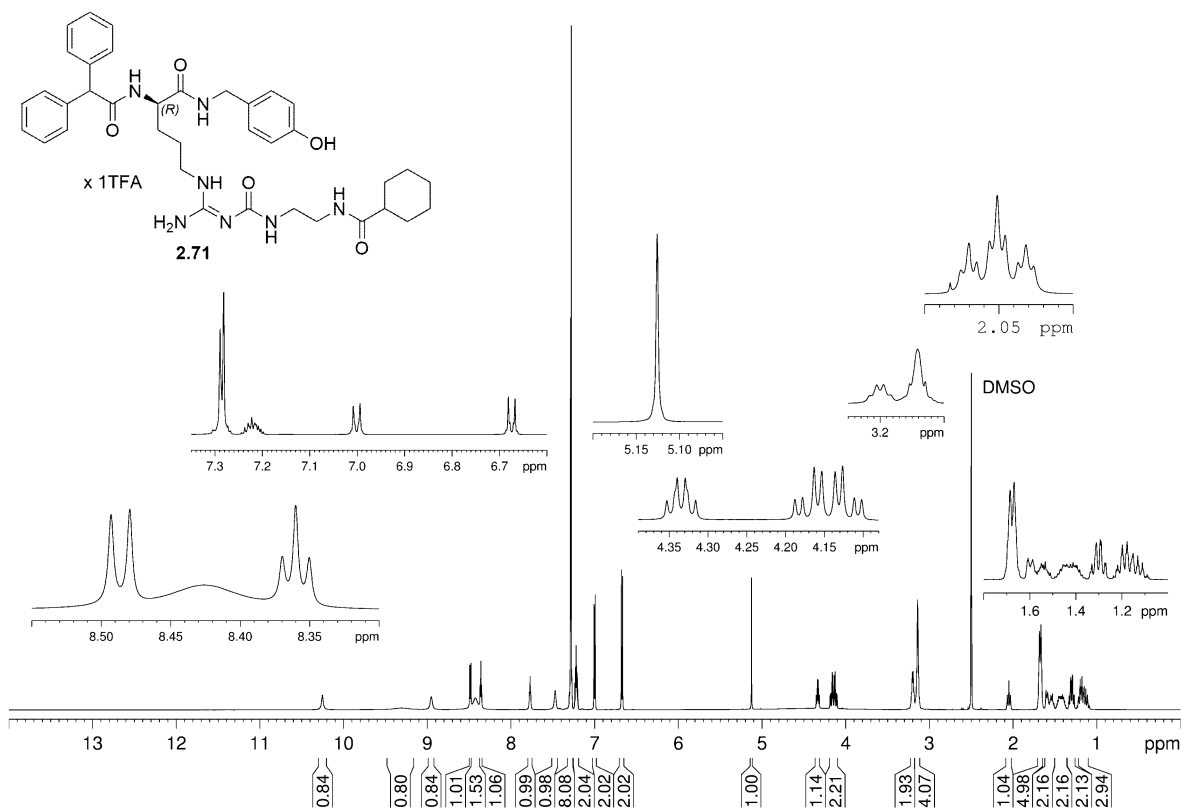 H
N
O
O
(R)
N
H
OH
x 1TFA
NH
O
H
N
H₂N
N
N
H
O
2.71
2.05 ppm
DMSO
3.2 ppm
5.15 5.10 ppm
7.3 7.2 7.1 7.0 6.9 6.8 6.7 ppm
4.35 4.30 4.25 4.20 4.15 ppm
1.6 1.4 1.2 ppm
8.50 8.45 8.40 8.35 ppm
13 12 11 10 9 8 7 6 5 4 3 2 1 ppm
0.84 0.80 0.84 1.01 1.53 1.06 0.99 0.98 8.08 2.04 2.02 2.02 1.00 1.14 2.21 1.93 4.07 1.04 4.98 2.16 2.16 2.13 2.94